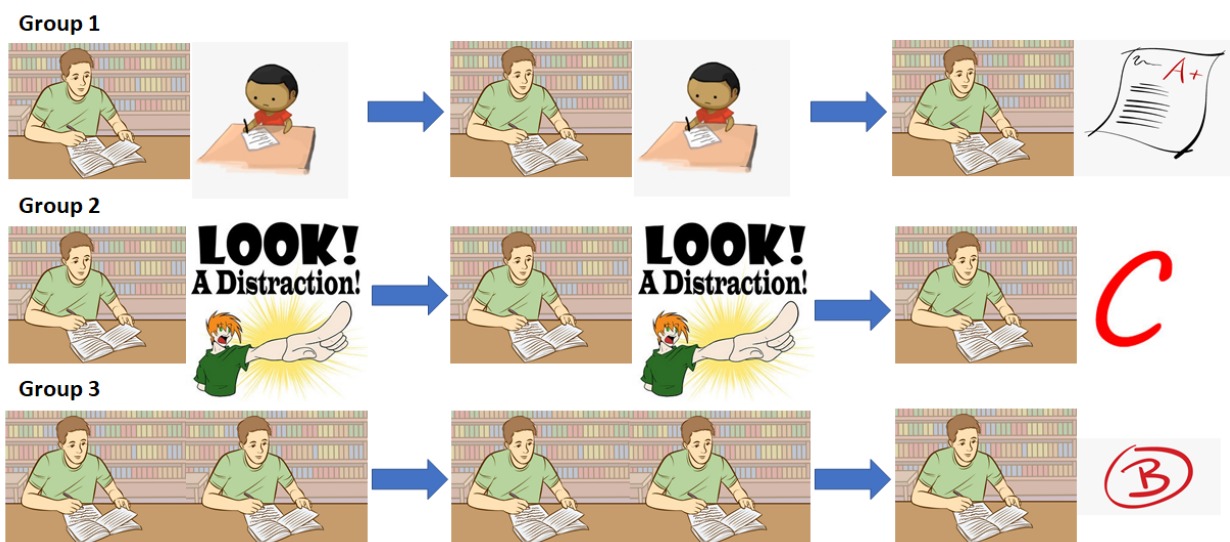 Group 1
A+
Group 2
LOOK!
A Distraction!
LOOK!
A Distraction!
C
Group 3
B